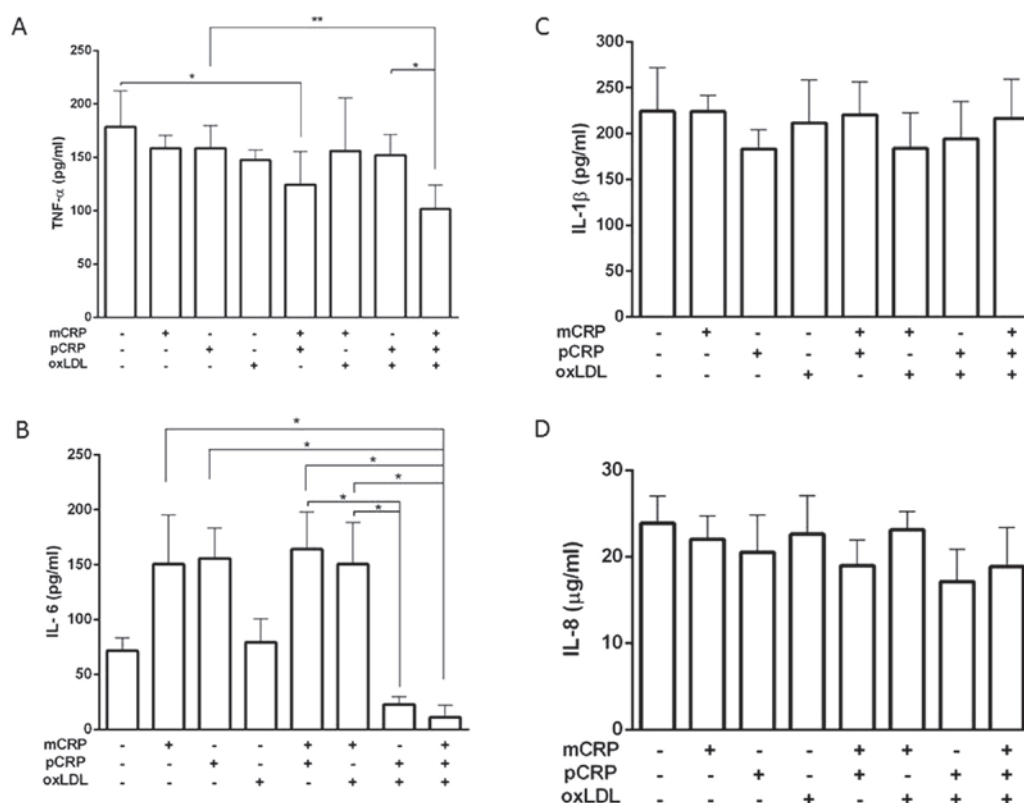 A
TNF-α (pg/ml)
250
200
150
100
50
0
*
**
*
mCRP - + - - + + - +
pCRP - - + - + - + +
oxLDL - - - + - + + +
B
IL- 6 (pg/ml)
250
200
150
100
50
0
*
*
*
*
*
*
mCRP - + - - + + - +
pCRP - - + - + - + +
oxLDL - - - + - + + +
C
IL-1β (pg/ml)
300
250
200
150
100
50
0
mCRP - + - - + + - +
pCRP - - + - + - + +
oxLDL - - - + - + + +
D
IL-8 (µg/ml)
30
20
10
0
mCRP - + - - + + - +
pCRP - - + - + - + +
oxLDL - - - + - + + +